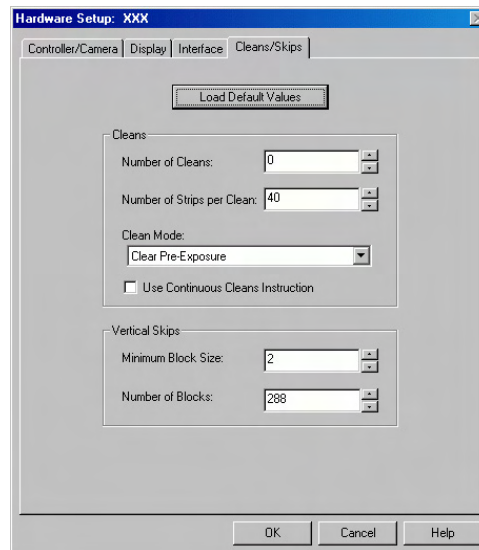 Hardware Setup: XXX
Controller/Camera Display Interface Cleans/Skips
Load Default Values
Cleans
Number of Cleans: 0
Number of Strips per Clean: 40
Clean Mode:
Clear Pre-Exposure
Use Continuous Cleans Instruction
Vertical Skips
Minimum Block Size: 2
Number of Blocks: 288
OK Cancel Help